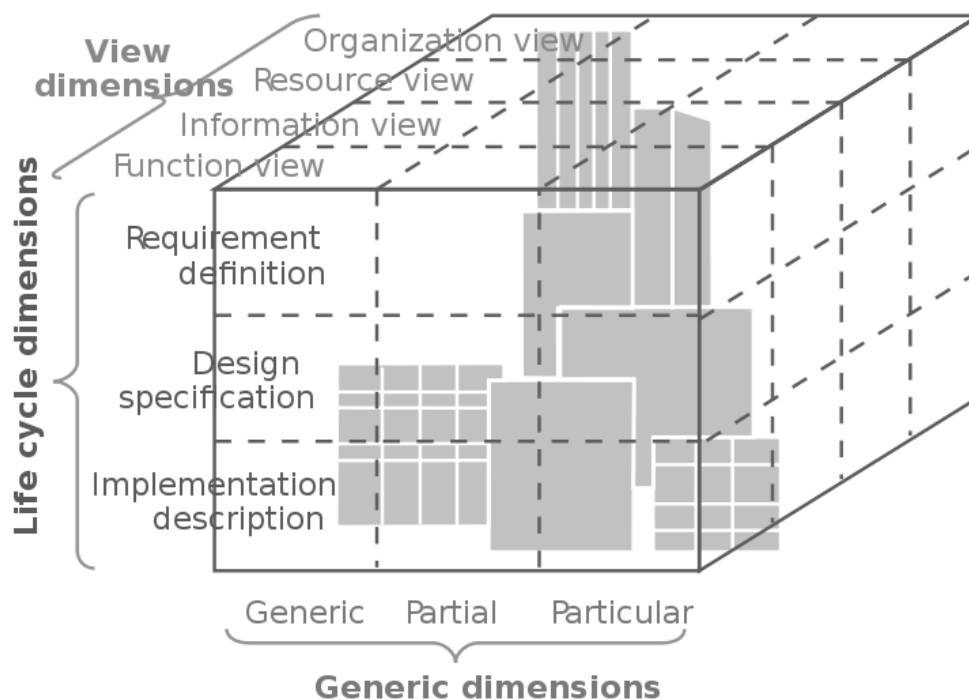 View
dimensions
Organization view
Resource view
Information view
Function view
Life cycle dimensions
Requirement
definition
Design
specification
Implementation
description
Generic
Partial
Particular
Generic dimensions